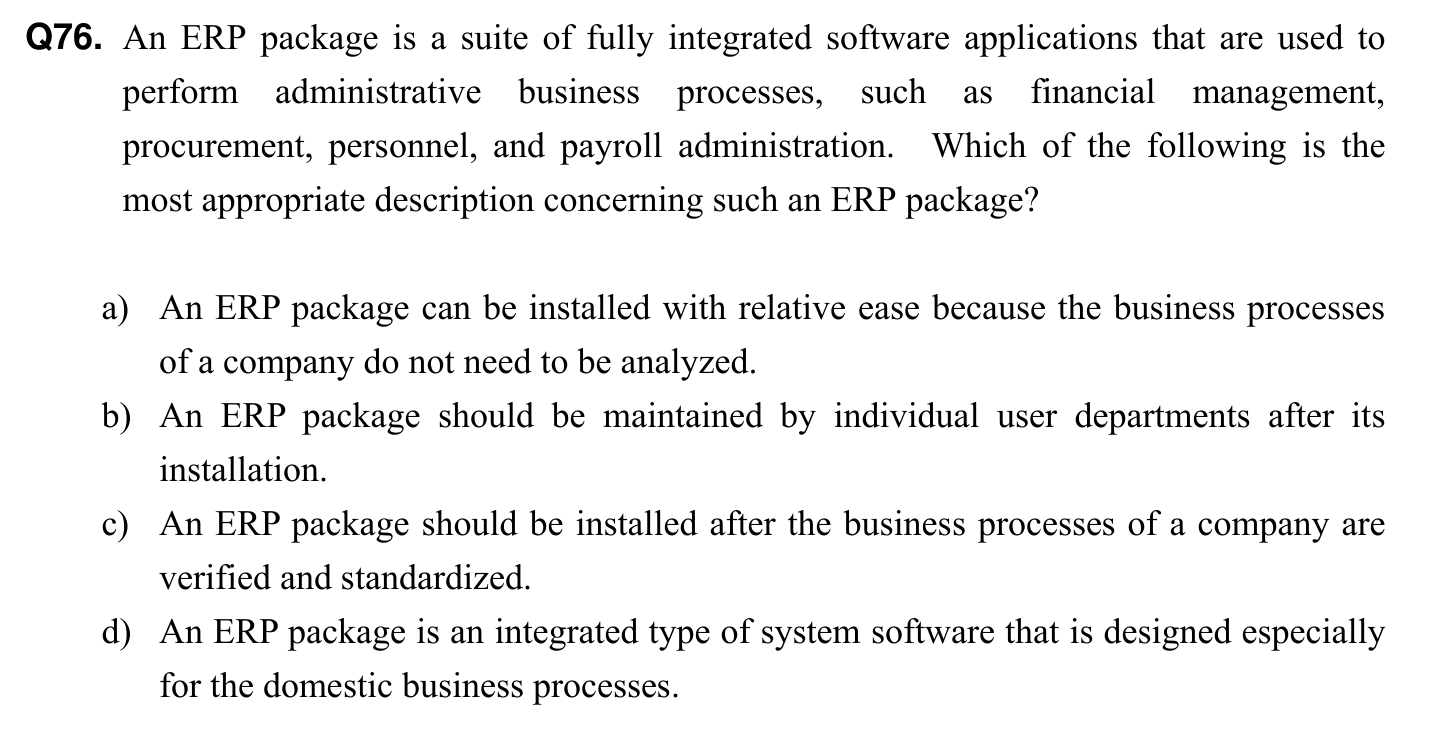 Q76. An ERP package is a suite of fully integrated software applications that are used to
perform administrative business processes, such as financial management,
procurement, personnel, and payroll administration. Which of the following is the
most appropriate description concerning such an ERP package?
a) An ERP package can be installed with relative ease because the business processes
of a company do not need to be analyzed.
b) An ERP package should be maintained by individual user departments after its
installation.
c) An ERP package should be installed after the business processes of a company are
verified and standardized.
d) An ERP package is an integrated type of system software that is designed especially
for the domestic business processes.